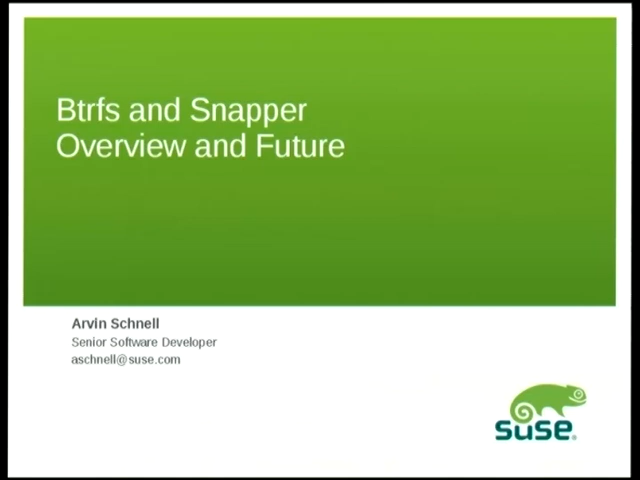 Btrfs and Snapper
Overview and Future
Arvin Schnell
Senior Software Developer
aschnell@suse.com
SUSE